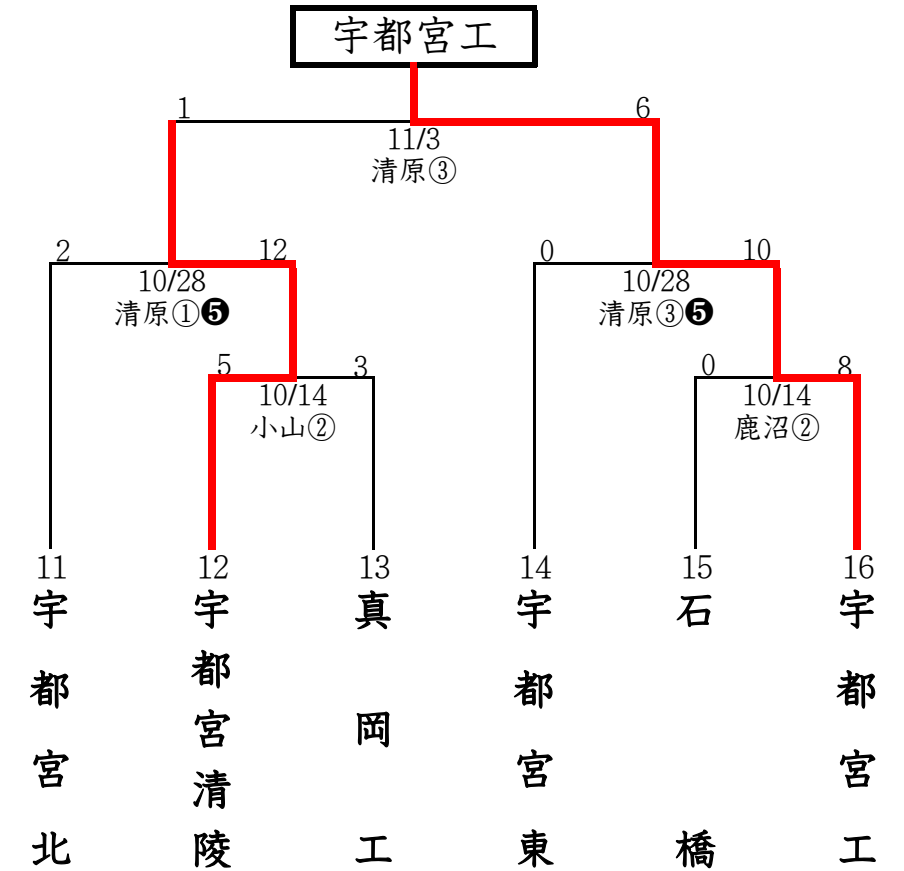 宇都宮工
1
6
11/3
清原③
2
12
0
10
10/28
清原①❺
10/28
清原③❺
5
3
0
8
10/14
小山②
10/14
鹿沼②
11
12
13
14
15
16
宇都宮北
宇都宮清陵
真岡工
宇都宮東
石橋
宇都宮工